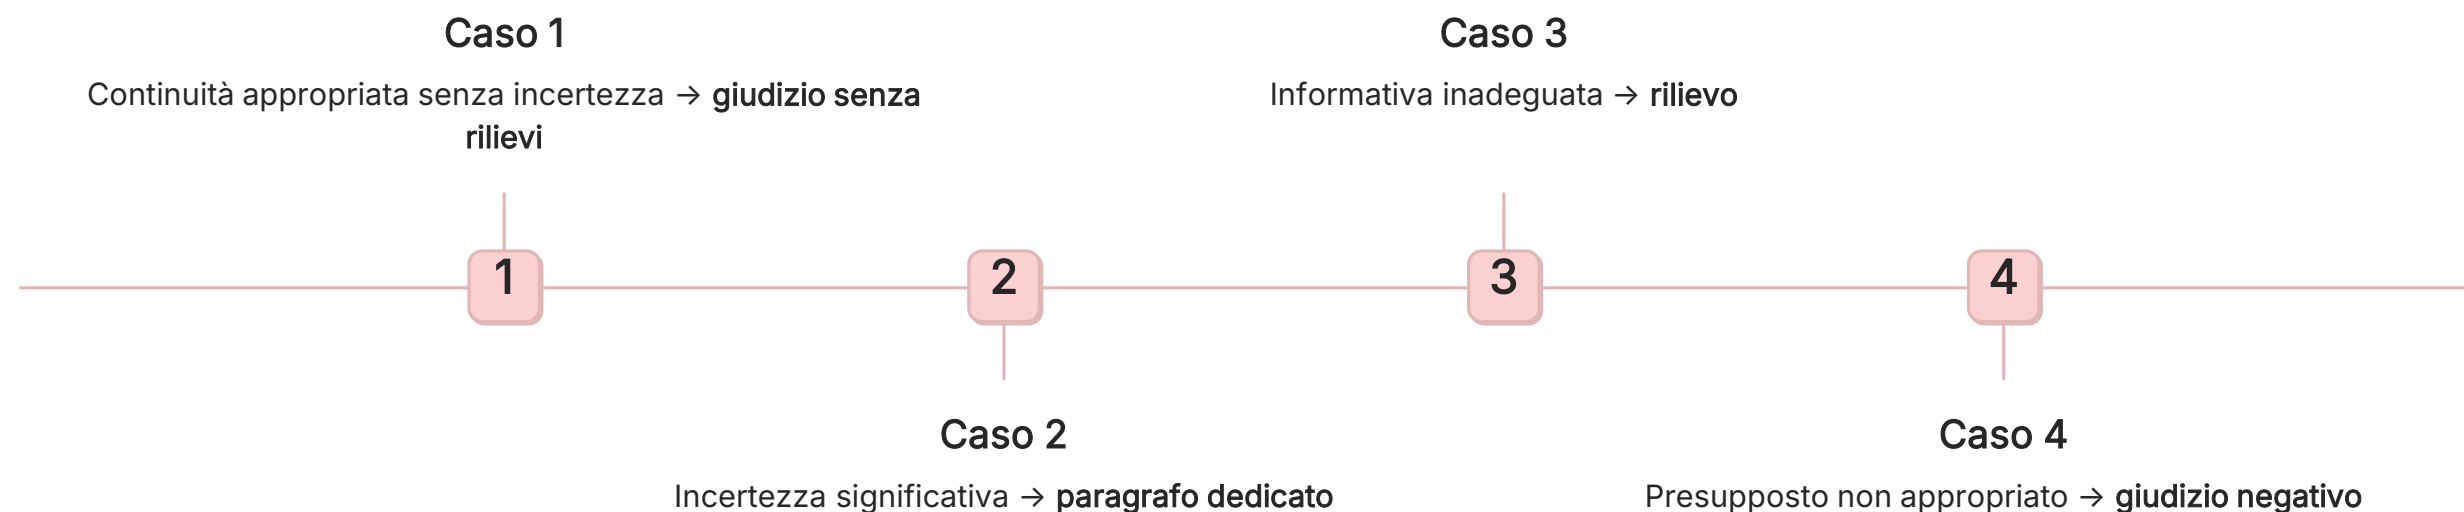 Caso 1
Continuità appropriata senza incertezza → giudizio senza
rilievi
Caso 3
Informativa inadeguata → rilievo
1
2
3
4
Caso 2
Incertezza significativa → paragrafo dedicato
Caso 4
Presupposto non appropriato → giudizio negativo